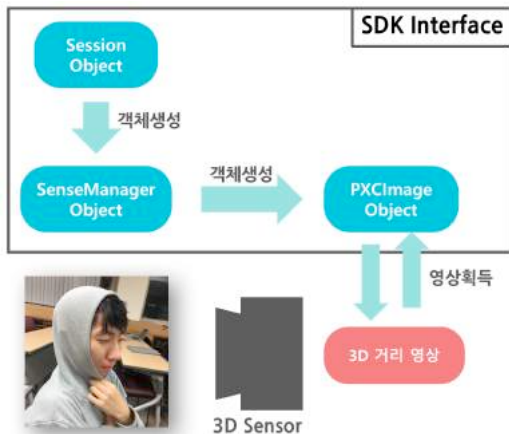 SDK Interface
Session
Object
객체생성
객체생성
SenseManager
Object
PXCImage
Object
영상획득
3D 거리 영상
3D Sensor